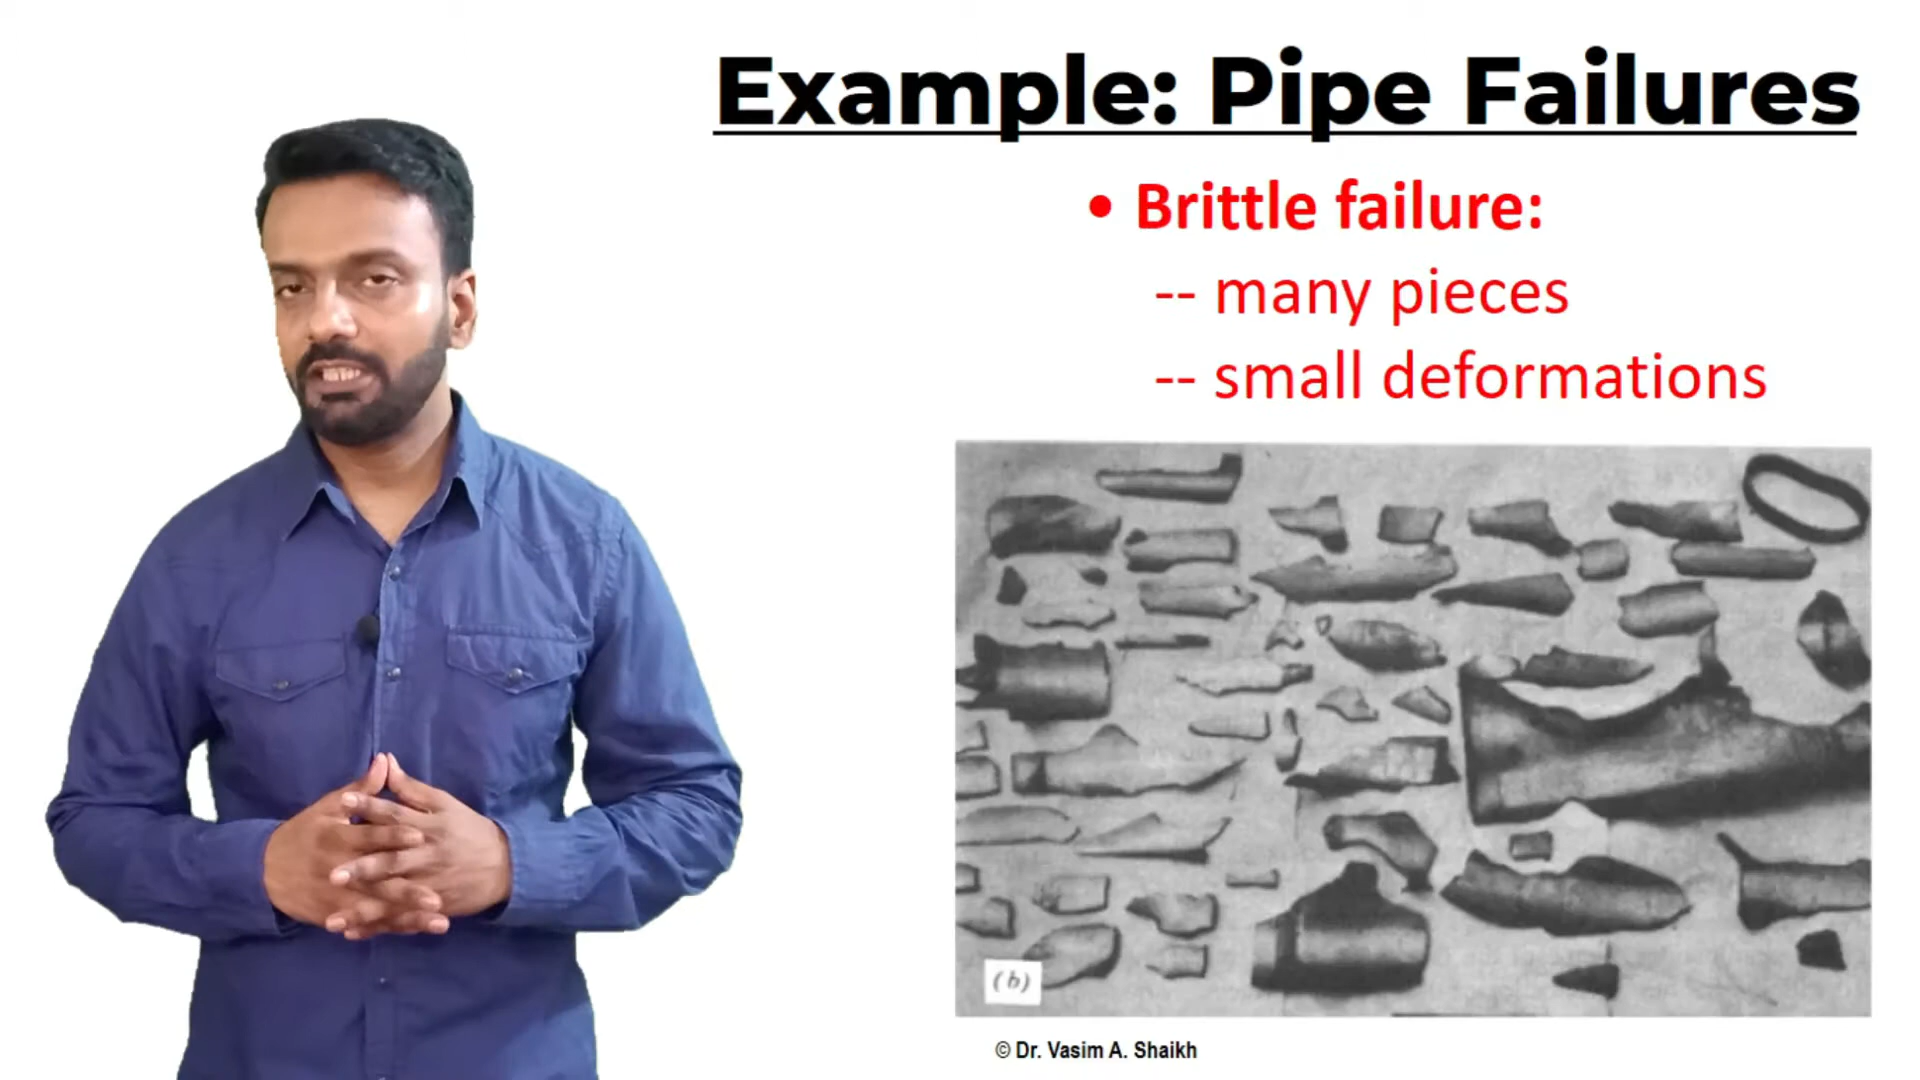 Example: Pipe Failures
• Brittle failure:
-- many pieces
-- small deformations
(b)
© Dr. Vasim A. Shaikh